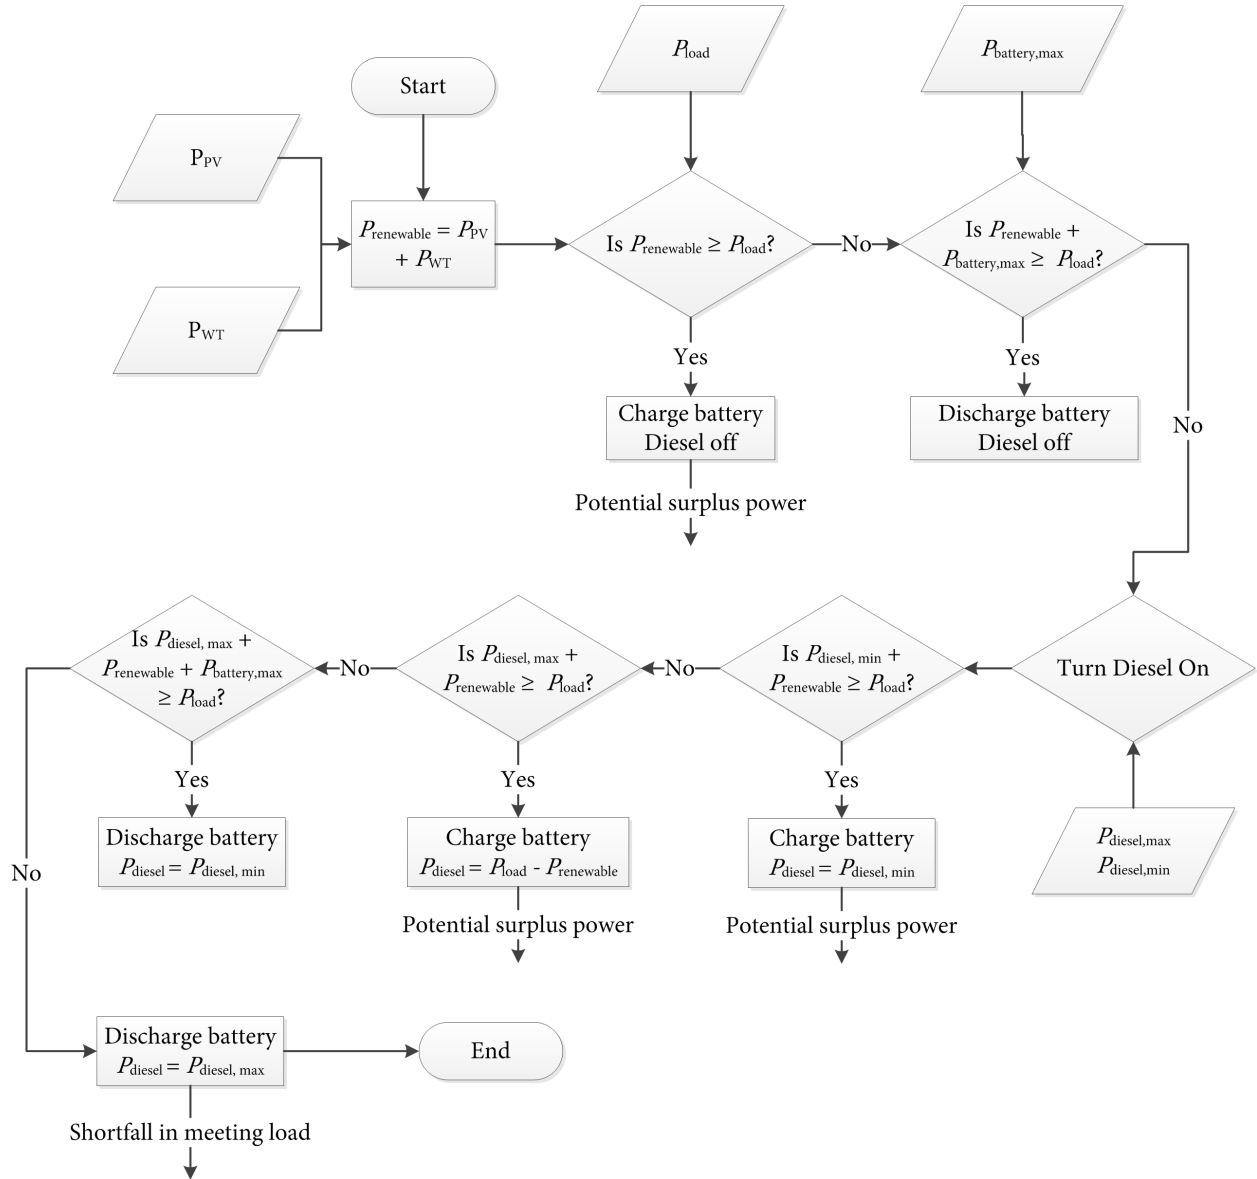 P_load
P_battery,max
Start
P_PV
P_renewable = P_PV
+ P_WT
P_WT
Is P_renewable ≥ P_load?
No
Is P_renewable +
P_battery,max ≥ P_load?
Yes
Charge battery
Diesel off
Potential surplus power
Yes
Discharge battery
Diesel off
No
Turn Diesel On
P_diesel,max
P_diesel,min
Is P_diesel, min +
P_renewable ≥ P_load?
Yes
Charge battery
P_diesel = P_diesel, min
Potential surplus power
No
Is P_diesel, max +
P_renewable ≥ P_load?
Yes
Charge battery
P_diesel = P_load - P_renewable
Potential surplus power
No
Is P_diesel, max +
P_renewable + P_battery,max
≥ P_load?
Yes
Discharge battery
P_diesel = P_diesel, min
No
Discharge battery
P_diesel = P_diesel, max
End
Shortfall in meeting load